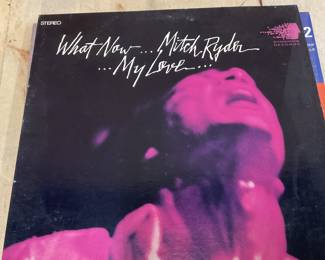 STEREO
What Now... Mitch Ryder
...My Love...
2